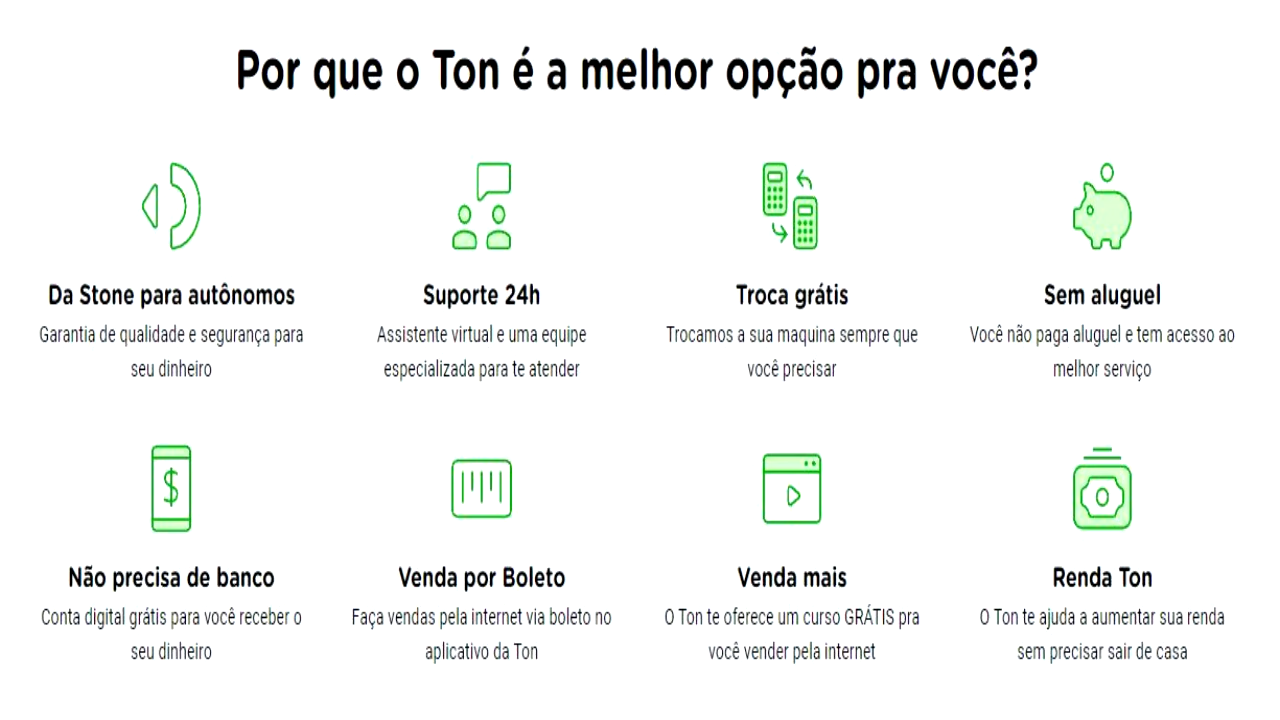 Por que o Ton é a melhor opção pra você?
Da Stone para autônomos
Garantia de qualidade e segurança para
seu dinheiro
Suporte 24h
Assistente virtual e uma equipe
especializada para te atender
Troca grátis
Trocamos a sua maquina sempre que
você precisar
Sem aluguel
Você não paga aluguel e tem acesso ao
melhor serviço
Não precisa de banco
Conta digital grátis para você receber o
seu dinheiro
Venda por Boleto
Faça vendas pela internet via boleto no
aplicativo da Ton
Venda mais
O Ton te oferece um curso GRÁTIS pra
você vender pela internet
Renda Ton
O Ton te ajuda a aumentar sua renda
sem precisar sair de casa